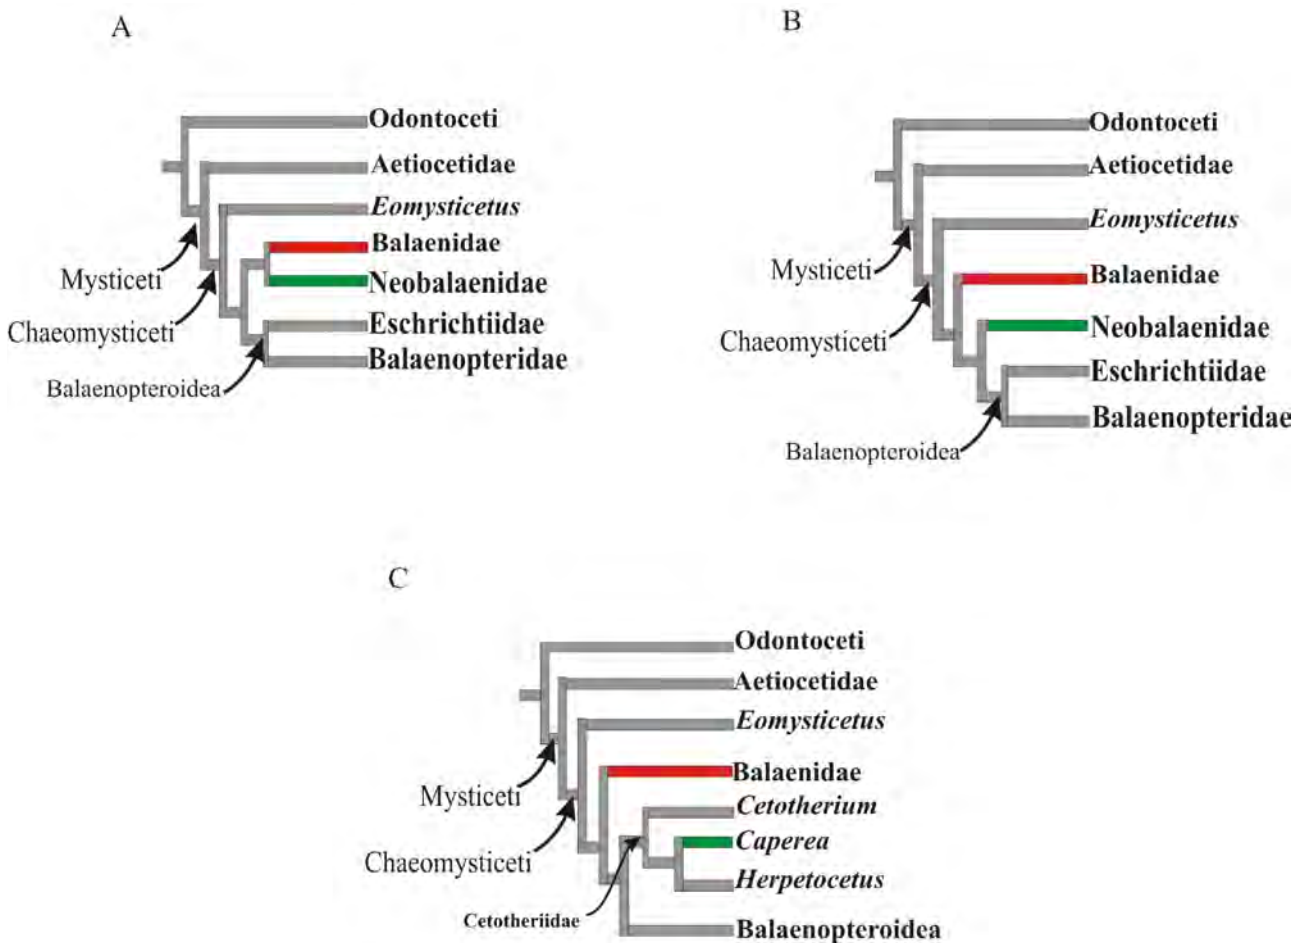 A
Odontoceti
Aetiocetidae
Eomysticetus
Balaenidae
Neobalaenidae
Eschrichtiidae
Balaenopteridae
Mysticeti
Chaeomysticeti
Balaenopteroidea
B
Odontoceti
Aetiocetidae
Eomysticetus
Balaenidae
Neobalaenidae
Eschrichtiidae
Balaenopteridae
Mysticeti
Chaeomysticeti
Balaenopteroidea
C
Odontoceti
Aetiocetidae
Eomysticetus
Balaenidae
Cetotherium
Caperea
Herpetocetus
Balaenopteroidea
Mysticeti
Chaeomysticeti
Cetotheriidae